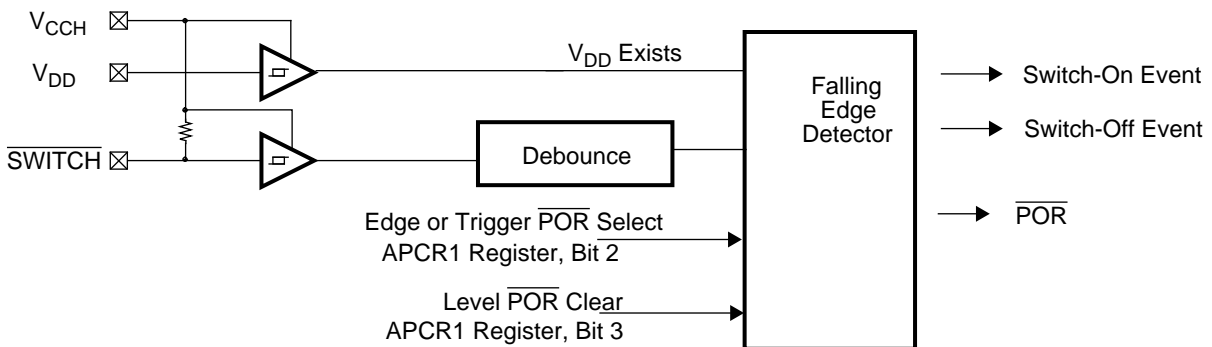 VCCH
VDD
SWITCH
VDD Exists
Debounce
Edge or Trigger POR Select
APCR1 Register, Bit 2
Level POR Clear
APCR1 Register, Bit 3
Falling
Edge
Detector
Switch-On Event
Switch-Off Event
POR